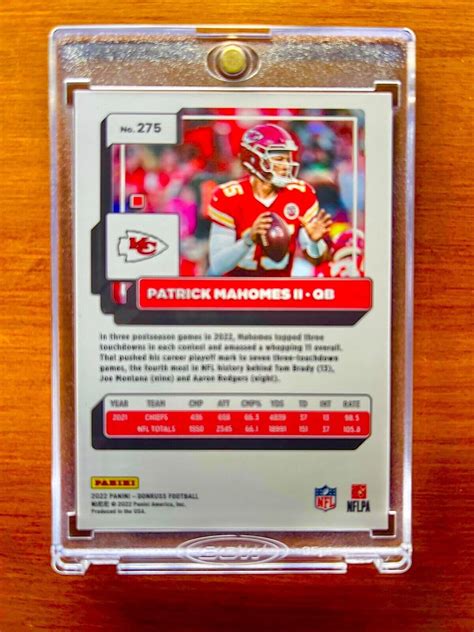 No. 275
15
KC
PATRICK MAHOMES II • QB
In three postseason games in 2022, Mahomes topped three
touchdowns in each contest and amassed a whopping 11 overall.
That pushed his career playoff mark to seven three-touchdown
games, the fourth most in NFL history behind Tom Brady (13),
Joe Montana (nine) and Aaron Rodgers (eight).
YEAR TEAM CMP ATT CMP% YDS TD INT RATE
2021 CHIEFS 436 658 66.3 4839 37 13 98.5
NFL TOTALS 1550 2345 66.1 18991 151 37 105.8
PANINI
2022 PANINI - DONRUSS FOOTBALL
© 2022 Panini America, Inc.
Produced in the USA.
NFL
NFLPA